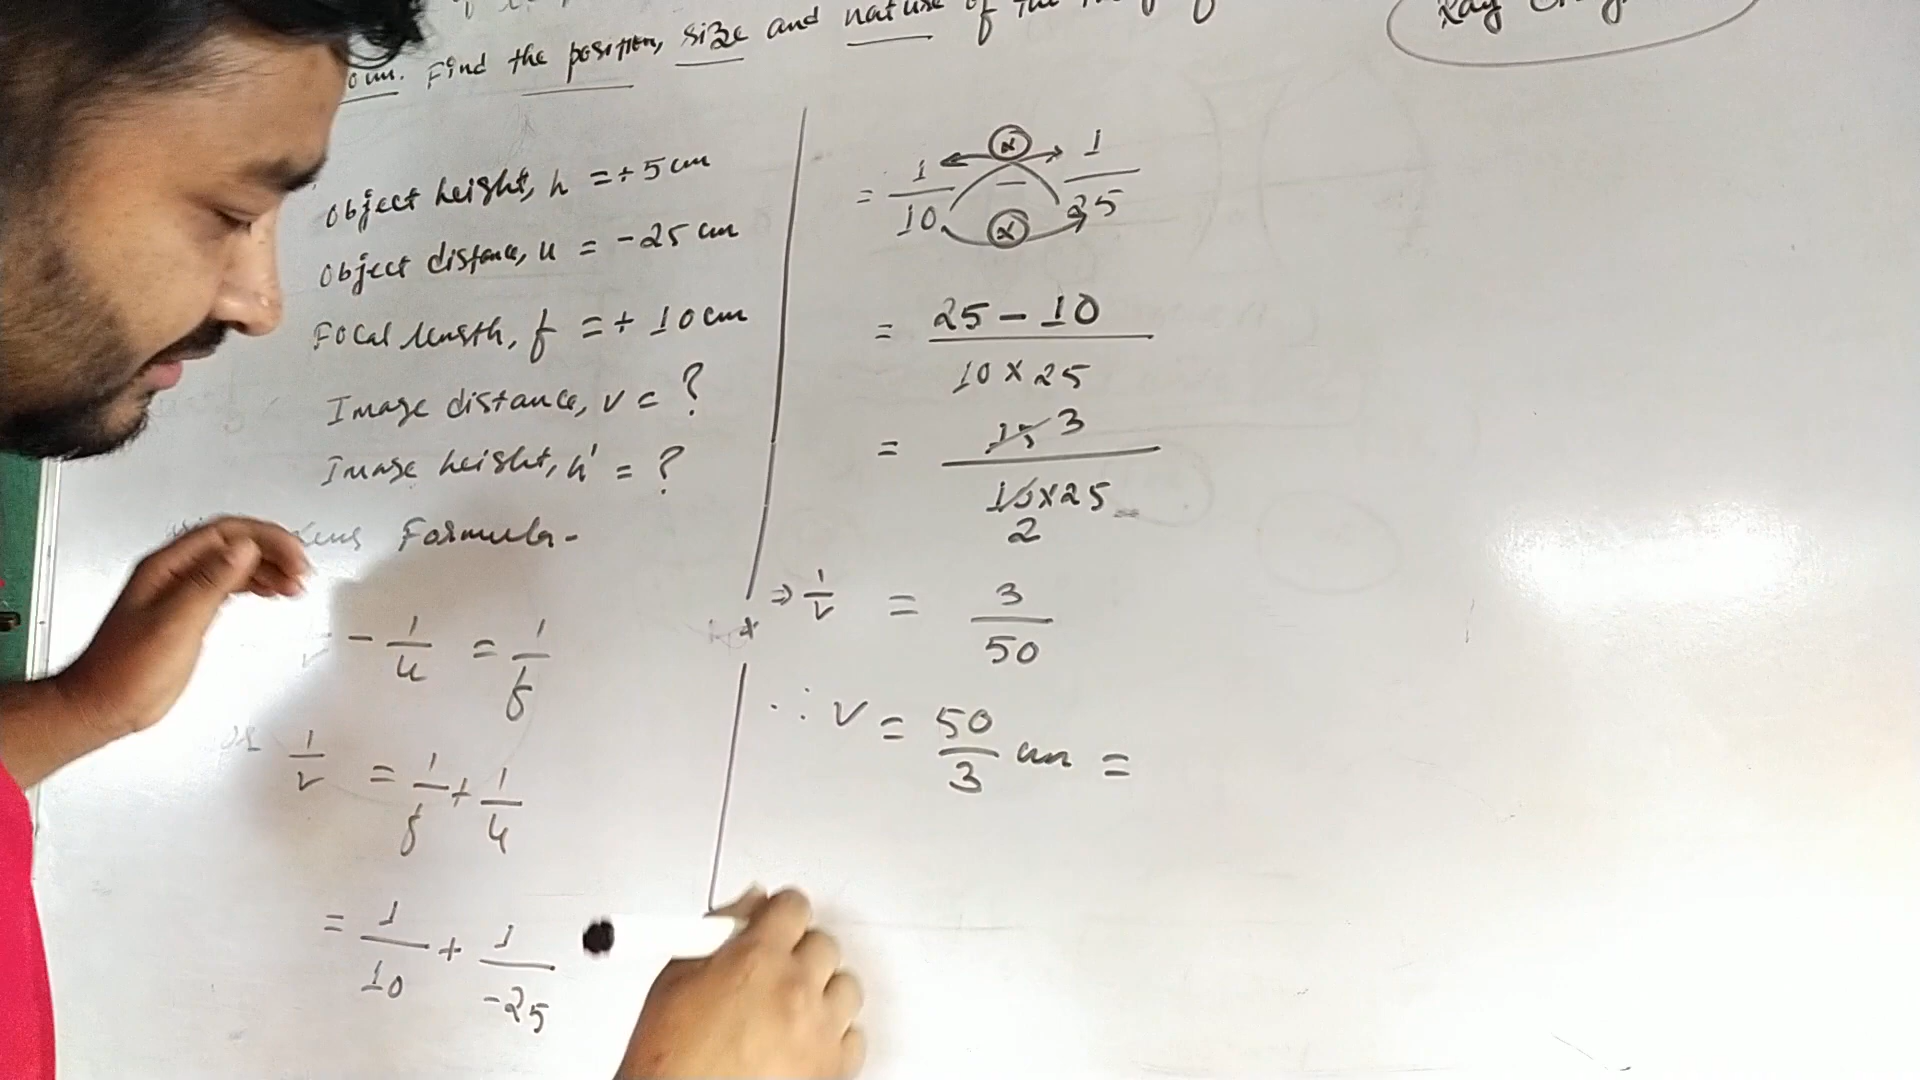 0 cm. Find the position, size and nature of the
Ray
Object height, h = +5 cm
Object distance, u = -25 cm
Focal length, f = + 10 cm
Image distance, v = ?
Image height, h' = ?
Lens Formula-
- 1/u = 1/f
or 1/v = 1/f + 1/u
= 1/10 + 1/-25
= 1/10 - 1/25
= 25 - 10 / 10 x 25
= 15 3 / 10 x 25 2
⇒ 1/v = 3/50
∴ v = 50/3 cm =